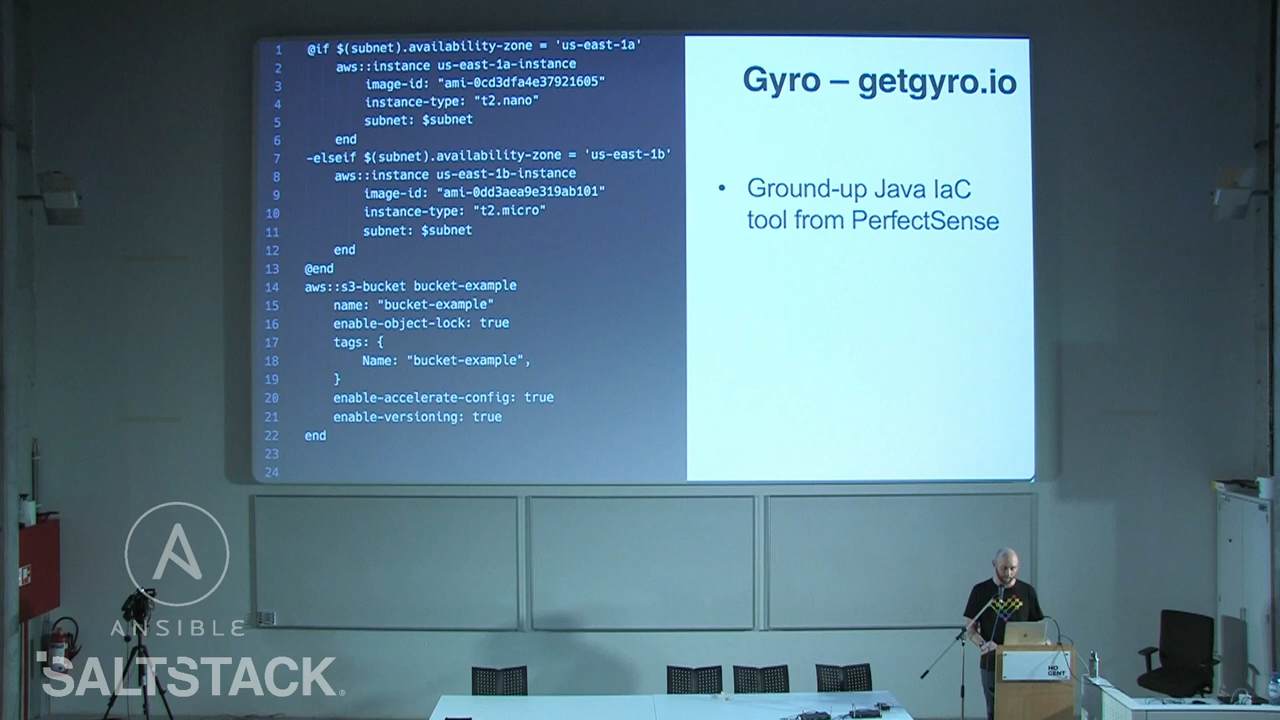 1 @if $(subnet).availability-zone = 'us-east-1a'
2 aws::instance us-east-1a-instance
3 image-id: "ami-0cd3dfa4e37921605"
4 instance-type: "t2.nano"
5 subnet: $subnet
6 end
7 -elseif $(subnet).availability-zone = 'us-east-1b'
8 aws::instance us-east-1b-instance
9 image-id: "ami-0dd3aea9e319ab101"
10 instance-type: "t2.micro"
11 subnet: $subnet
12 end
13 @end
14 aws::s3-bucket bucket-example
15 name: "bucket-example"
16 enable-object-lock: true
17 tags: {
18 Name: "bucket-example",
19 }
20 enable-accelerate-config: true
21 enable-versioning: true
22 end
23
24
Gyro – getgyro.io
• Ground-up Java IaC
tool from PerfectSense
ANSIBLE
SALTSTACK
HO
GENT